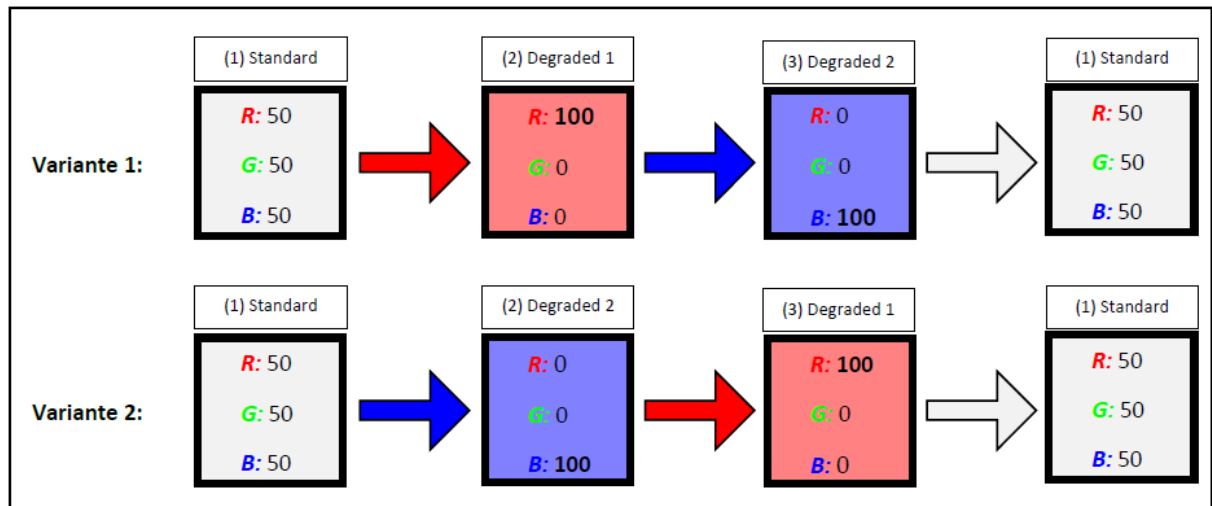 (1) Standard
(2) Degraded 1
(3) Degraded 2
(1) Standard
Variante 1:
R: 50
G: 50
B: 50
R: 100
G: 0
B: 0
R: 0
G: 0
B: 100
R: 50
G: 50
B: 50
(1) Standard
(2) Degraded 2
(3) Degraded 1
(1) Standard
Variante 2:
R: 50
G: 50
B: 50
R: 0
G: 0
B: 100
R: 100
G: 0
B: 0
R: 50
G: 50
B: 50